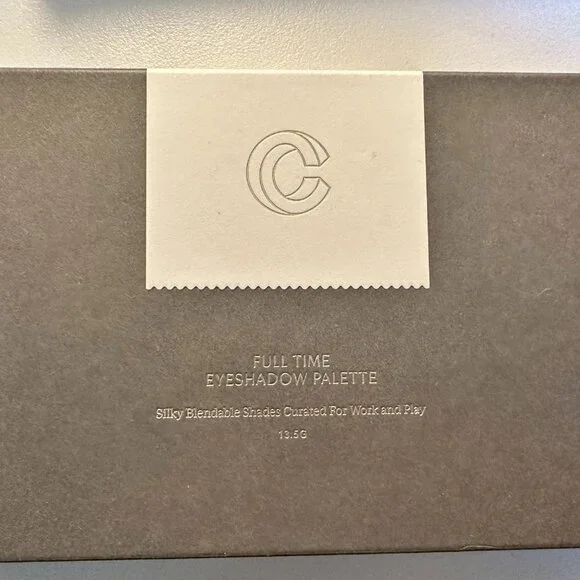 C
FULL TIME
EYESHADOW PALETTE
Silky Blendable Shades Curated For Work and Play
13.5G